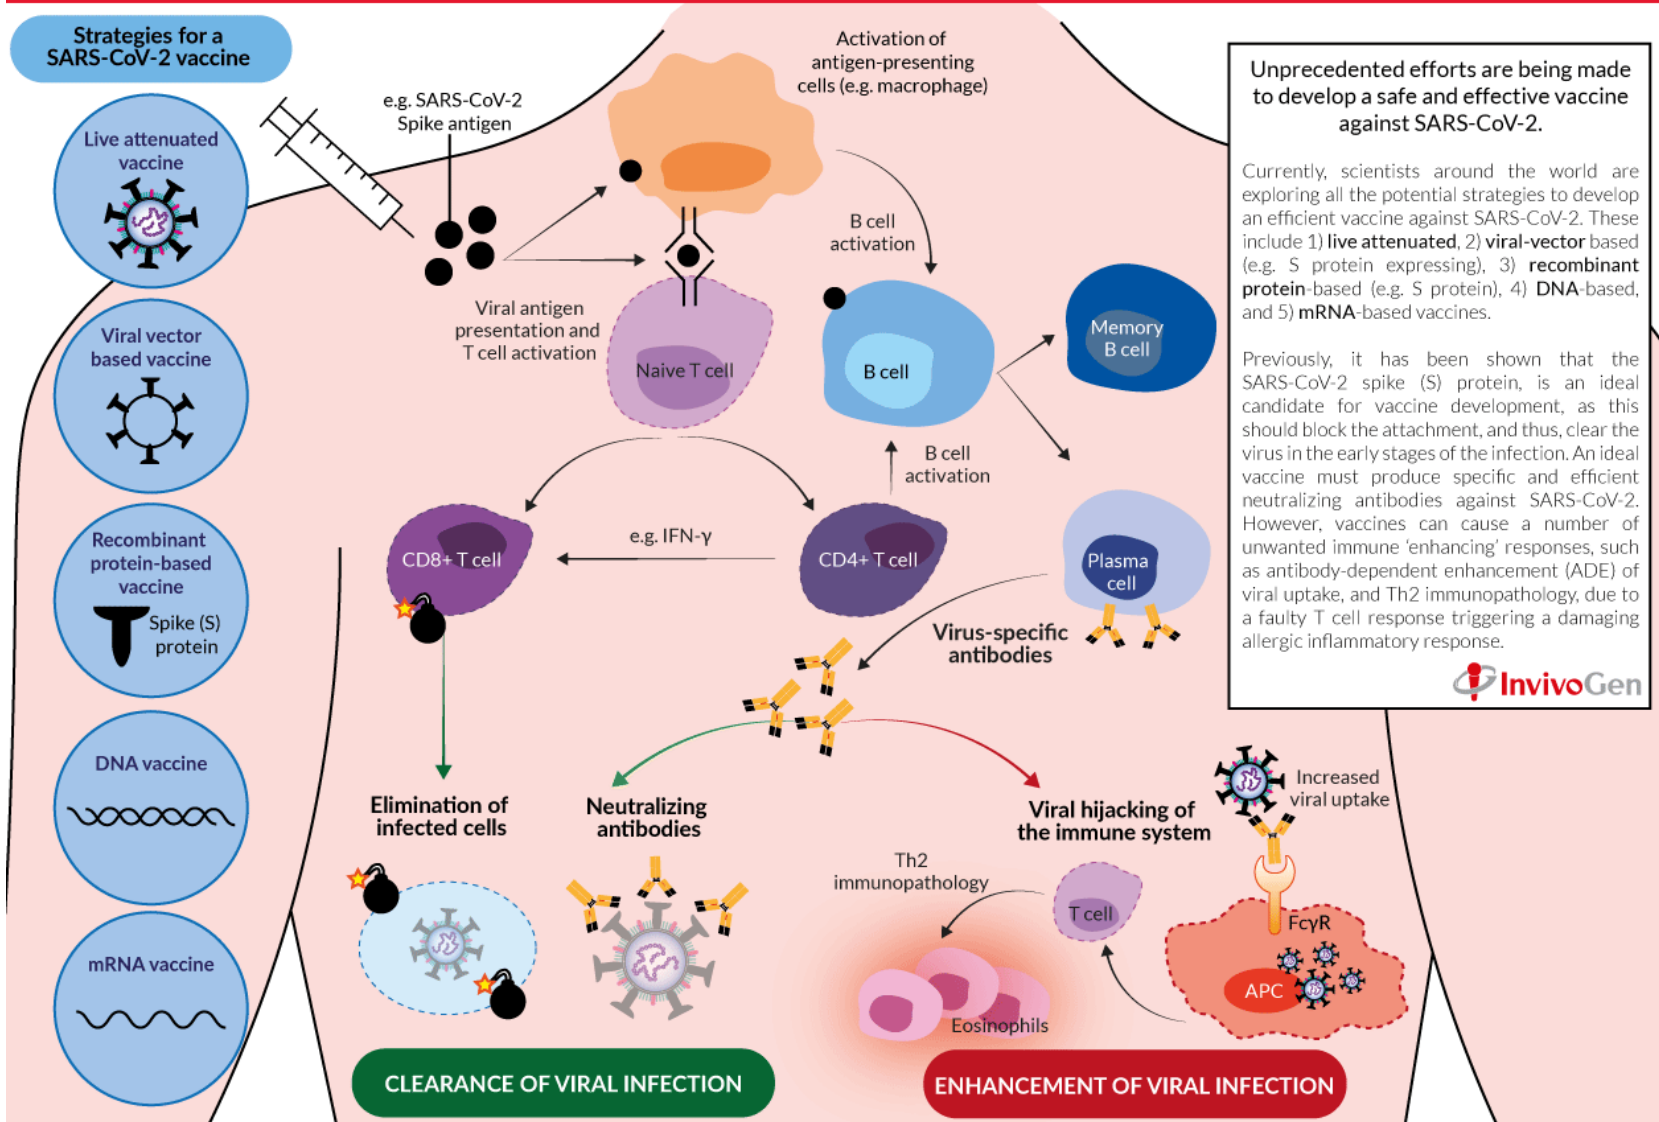 Strategies for a
SARS-CoV-2 vaccine
Live attenuated
vaccine
Viral vector
based vaccine
Recombinant
protein-based
vaccine
Spike (S)
protein
DNA vaccine
mRNA vaccine
e.g. SARS-CoV-2
Spike antigen
Activation of
antigen-presenting
cells (e.g. macrophage)
Viral antigen
presentation and
T cell activation
Naive T cell
B cell
activation
B cell
Memory
B cell
B cell
activation
CD8+ T cell
e.g. IFN-γ
CD4+ T cell
Plasma
cell
Virus-specific
antibodies
Elimination of
infected cells
Neutralizing
antibodies
Viral hijacking of
the immune system
Increased
viral uptake
Th2
immunopathology
T cell
FcγR
APC
Eosinophils
CLEARANCE OF VIRAL INFECTION
ENHANCEMENT OF VIRAL INFECTION
Unprecedented efforts are being made
to develop a safe and effective vaccine
against SARS-CoV-2.
Currently, scientists around the world are
exploring all the potential strategies to develop
an efficient vaccine against SARS-CoV-2. These
include 1) live attenuated, 2) viral-vector based
(e.g. S protein expressing), 3) recombinant
protein-based (e.g. S protein), 4) DNA-based,
and 5) mRNA-based vaccines.
Previously, it has been shown that the
SARS-CoV-2 spike (S) protein, is an ideal
candidate for vaccine development, as this
should block the attachment, and thus, clear the
virus in the early stages of the infection. An ideal
vaccine must produce specific and efficient
neutralizing antibodies against SARS-CoV-2.
However, vaccines can cause a number of
unwanted immune ‘enhancing’ responses, such
as antibody-dependent enhancement (ADE) of
viral uptake, and Th2 immunopathology, due to
a faulty T cell response triggering a damaging
allergic inflammatory response.
InvivoGen